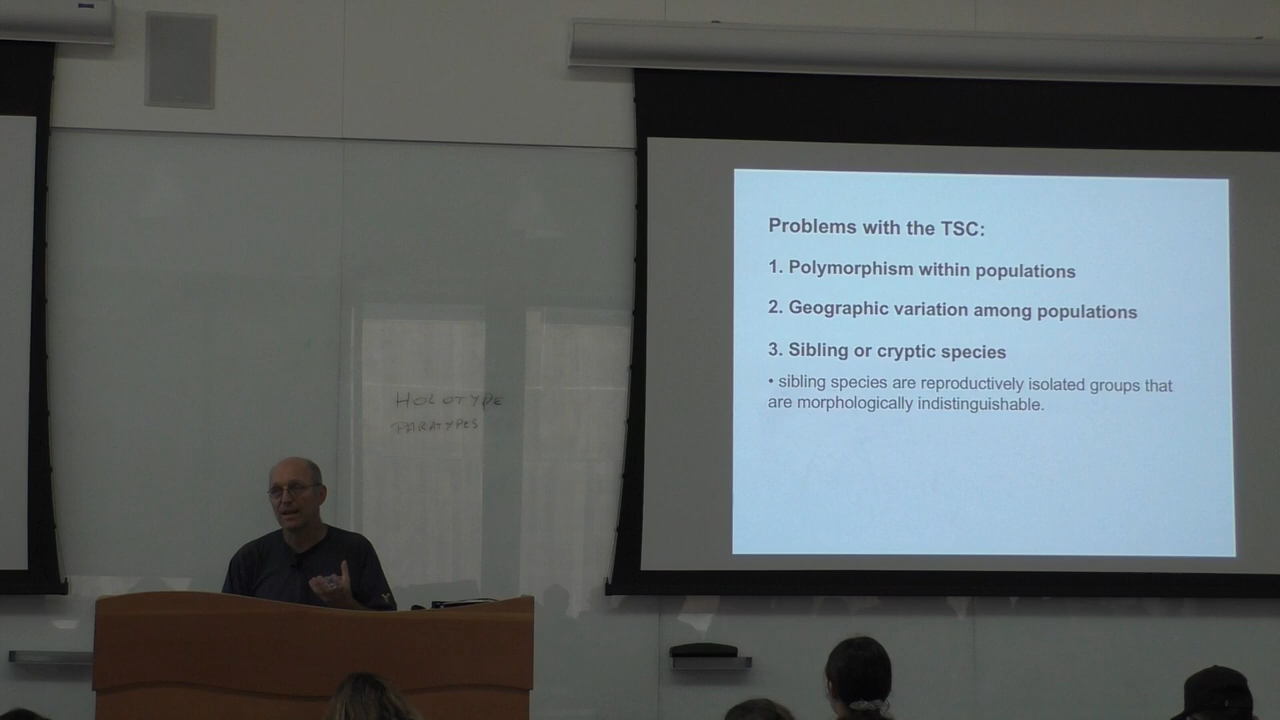 HOLOTYPE
PARATYPES
Problems with the TSC:
1. Polymorphism within populations
2. Geographic variation among populations
3. Sibling or cryptic species
• sibling species are reproductively isolated groups that
are morphologically indistinguishable.